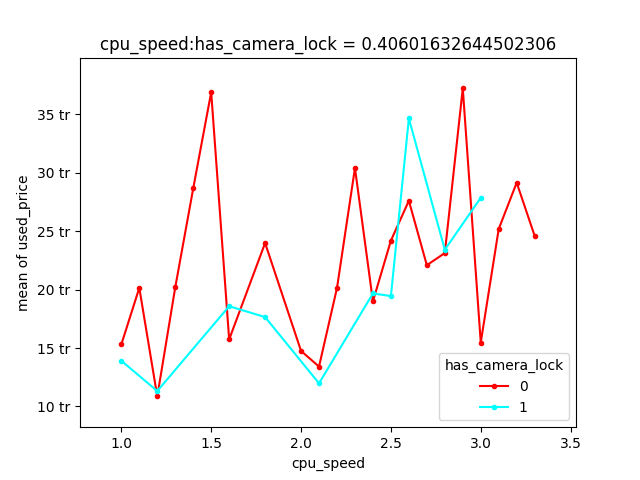 cpu_speed:has_camera_lock = 0.40601632644502306
mean of used_price
35 tr
30 tr
25 tr
20 tr
15 tr
10 tr
has_camera_lock
0
1
1.0 1.5 2.0 2.5 3.0 3.5
cpu_speed